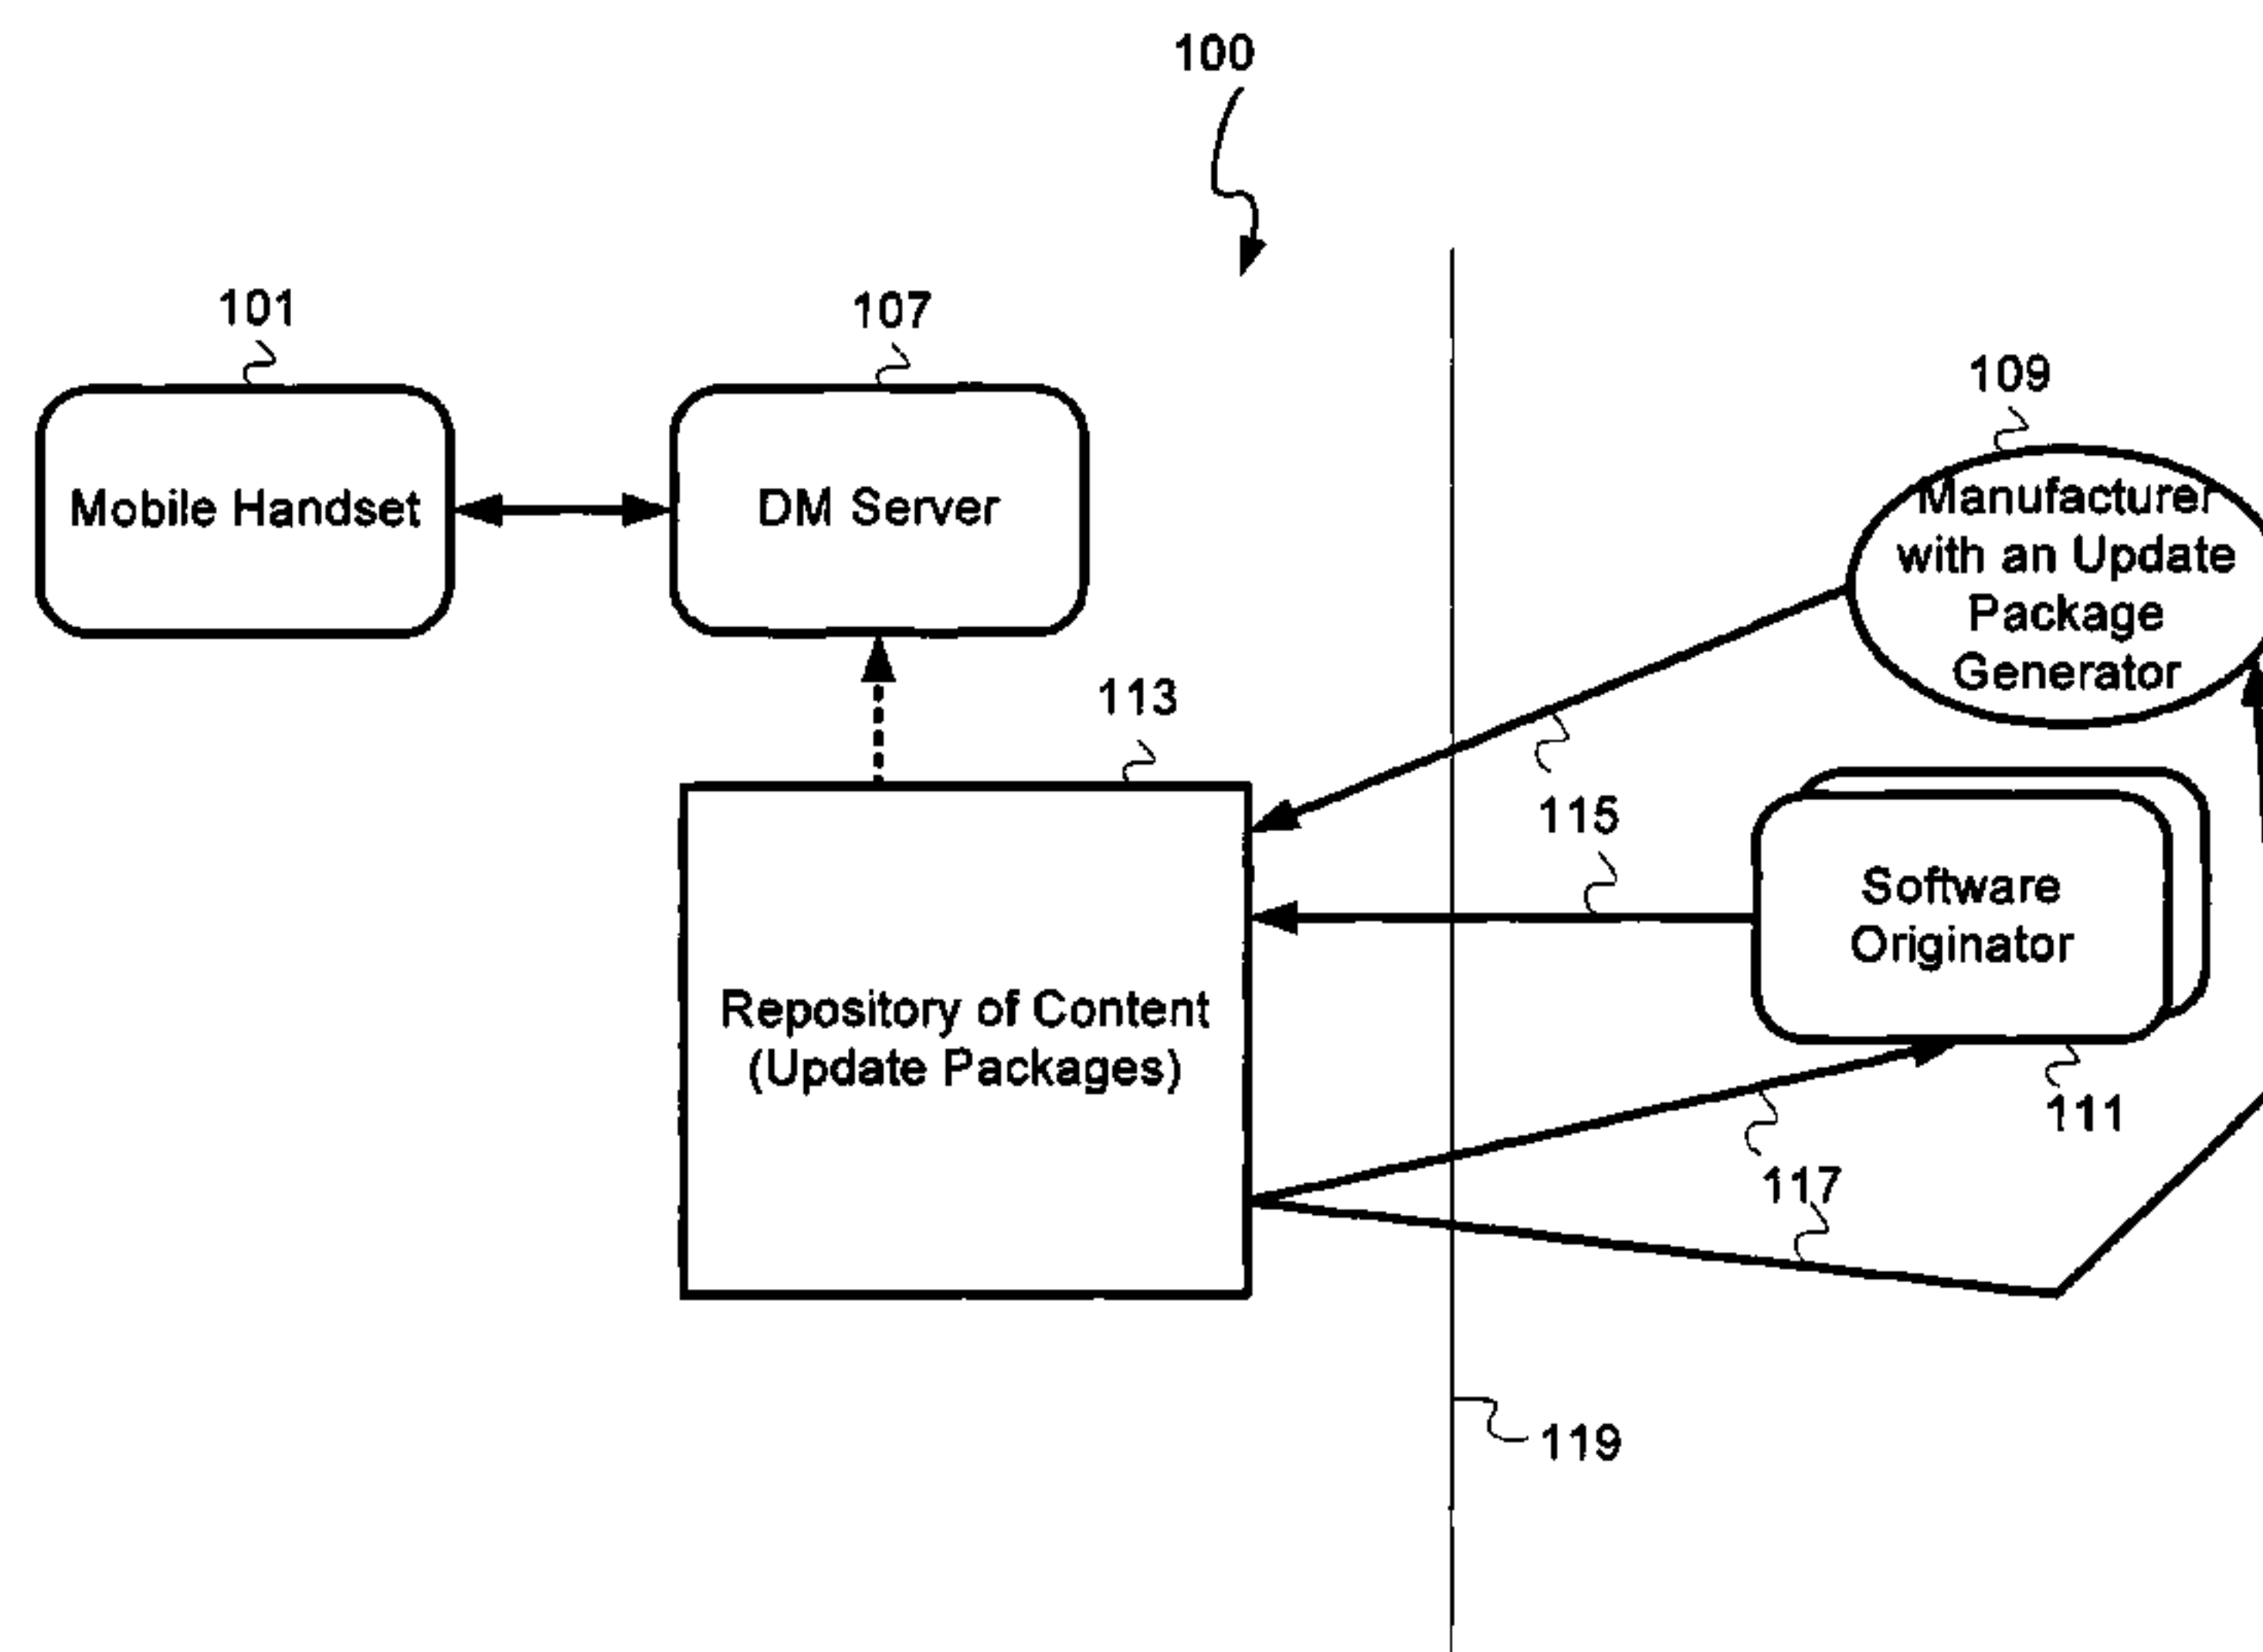 100
101
107
109
Mobile Handset
DM Server
Manufacturer
with an Update
Package
Generator
113
115
Software
Originator
Repository of Content
(Update Packages)
111
117
119